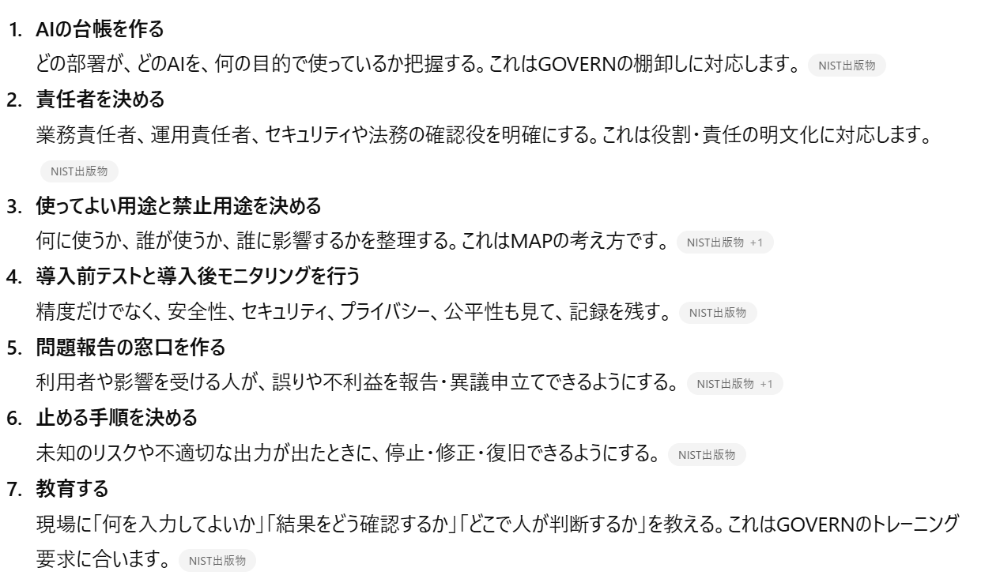 1. AIの台帳を作る
どの部署が、どのAIを、何の目的で使っているか把握する。これはGOVERNの棚卸しに対応します。 NIST出版物
2. 責任者を決める
業務責任者、運用責任者、セキュリティや法務の確認役を明確にする。これは役割・責任の明文化に対応します。
NIST出版物
3. 使ってよい用途と禁止用途を決める
何に使うか、誰が使うか、誰に影響するかを整理する。これはMAPの考え方です。 NIST出版物 +1
4. 導入前テストと導入後モニタリングを行う
精度だけでなく、安全性、セキュリティ、プライバシー、公平性も見て、記録を残す。 NIST出版物
5. 問題報告の窓口を作る
利用者や影響を受ける人が、誤りや不利益を報告・異議申立てできるようにする。 NIST出版物 +1
6. 止める手順を決める
未知のリスクや不適切な出力が出たときに、停止・修正・復旧できるようにする。 NIST出版物
7. 教育する
現場に「何を入力してよいか」「結果をどう確認するか」「どこで人が判断するか」を教える。これはGOVERNのトレーニング
要求に合います。 NIST出版物